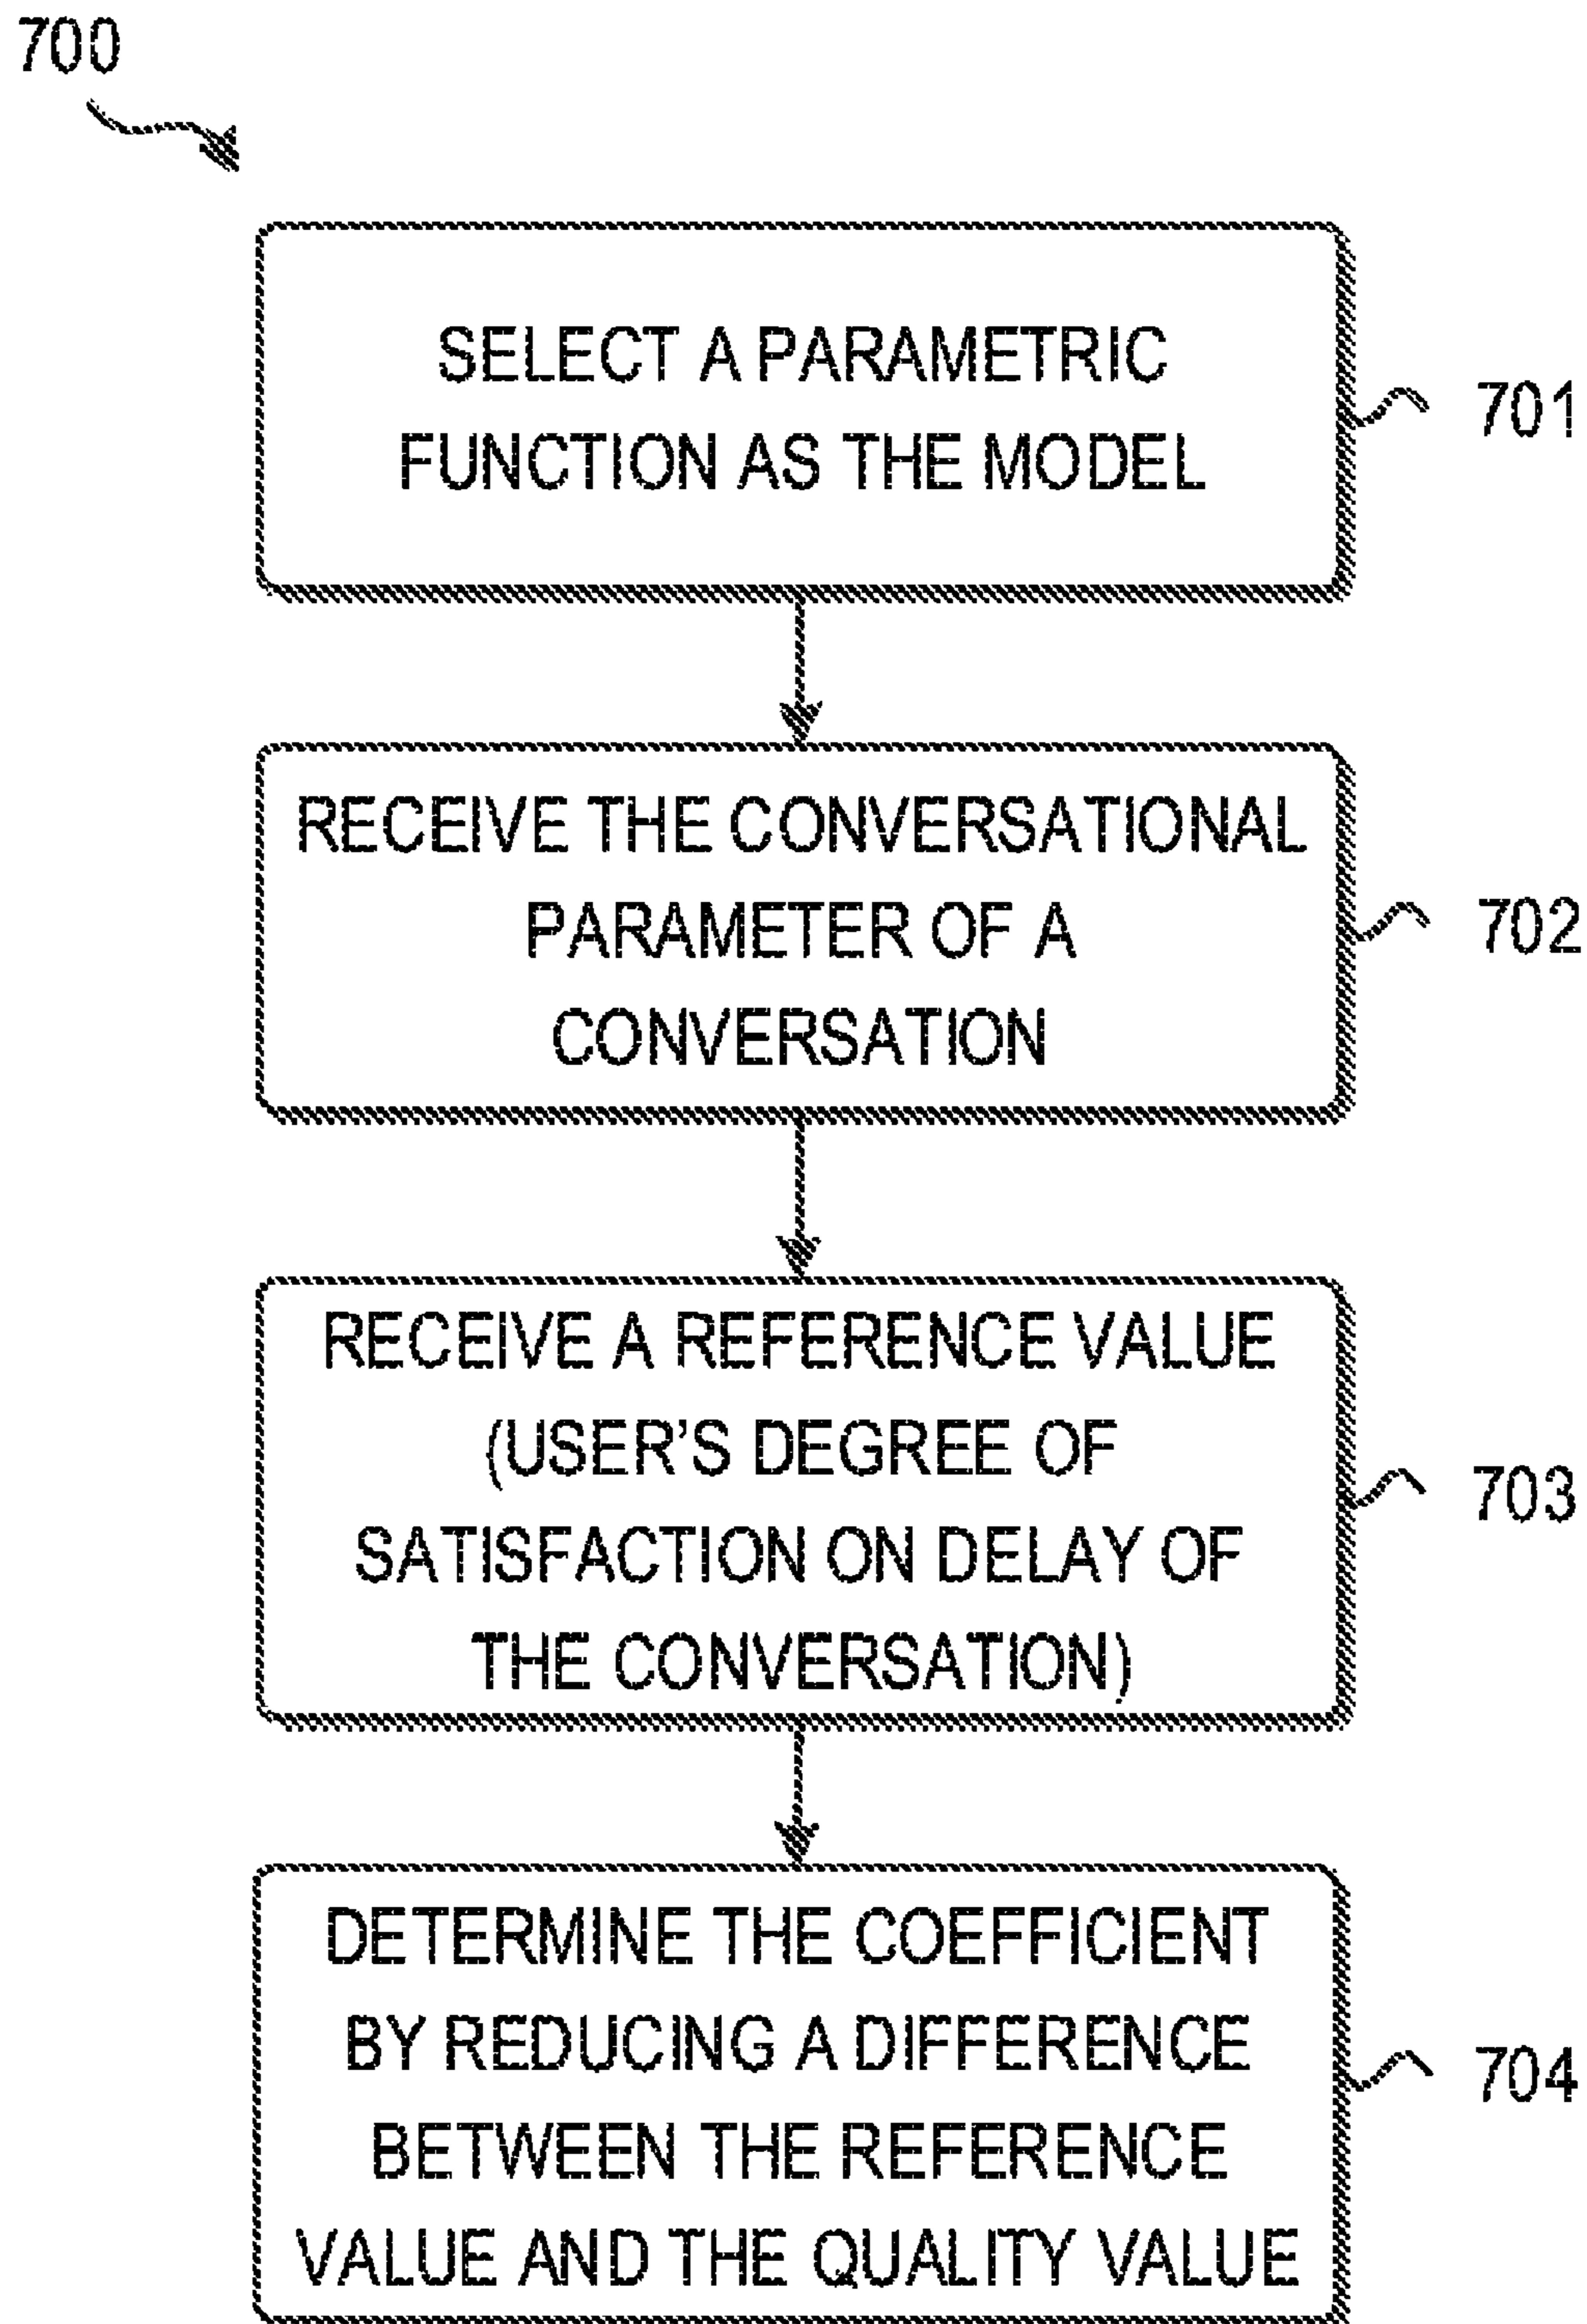 700
SELECT A PARAMETRIC
FUNCTION AS THE MODEL
701
RECEIVE THE CONVERSATIONAL
PARAMETER OF A
CONVERSATION
702
RECEIVE A REFERENCE VALUE
(USER'S DEGREE OF
SATISFACTION ON DELAY OF
THE CONVERSATION)
703
DETERMINE THE COEFFICIENT
BY REDUCING A DIFFERENCE
BETWEEN THE REFERENCE
VALUE AND THE QUALITY VALUE
704